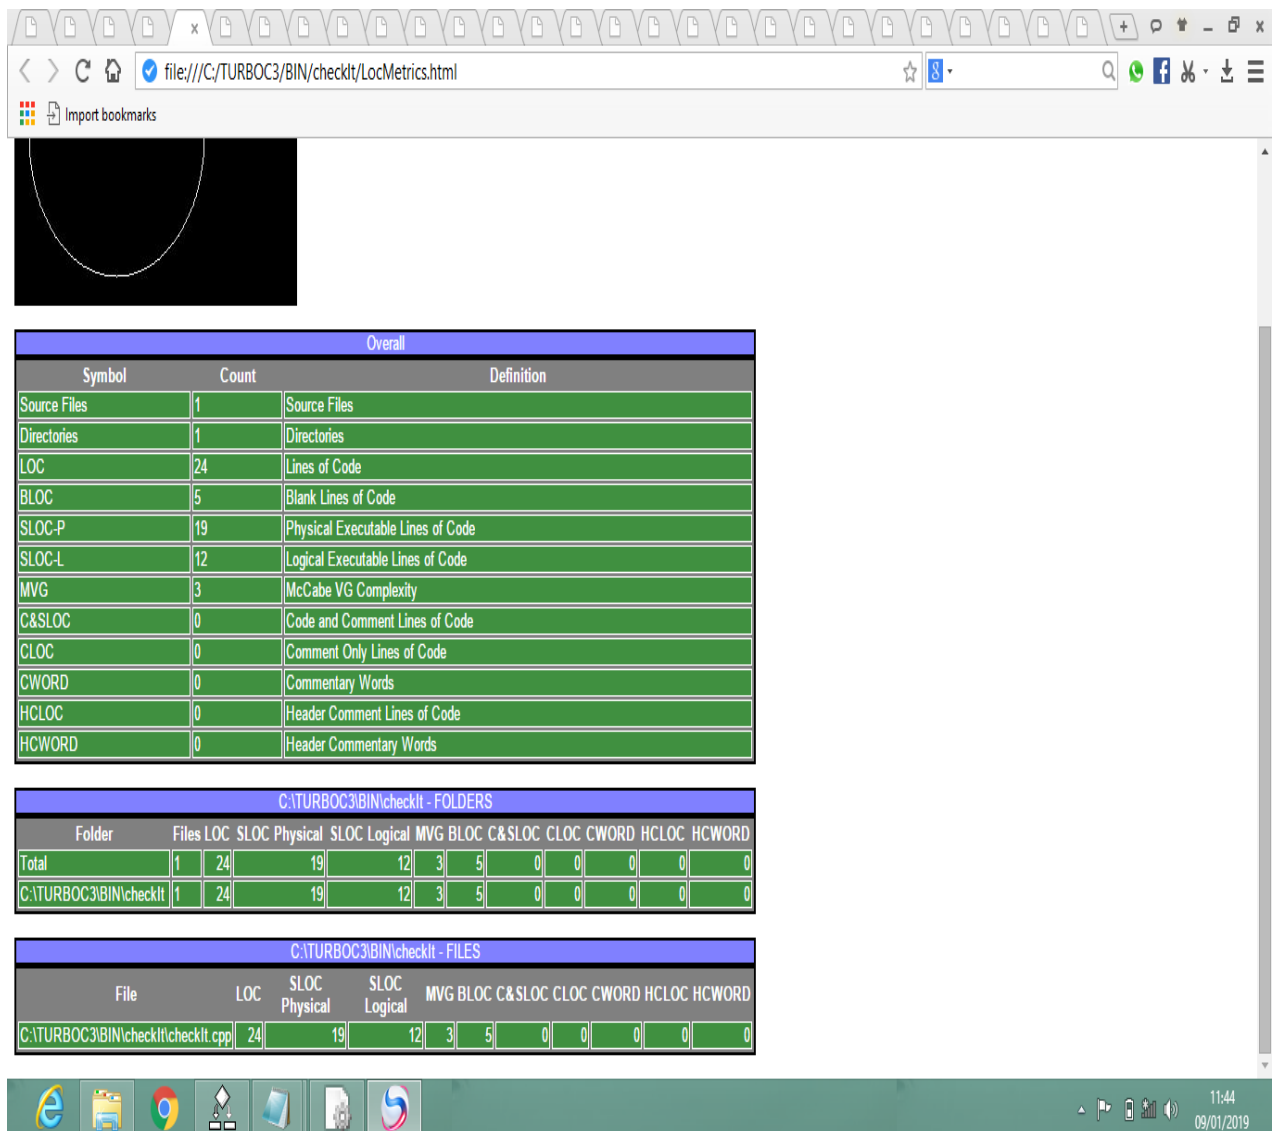 file:///C:/TURBOC3/BIN/checkIt/LocMetrics.html
Import bookmarks
Overall
Symbol Count Definition
Source Files 1 Source Files
Directories 1 Directories
LOC 24 Lines of Code
BLOC 5 Blank Lines of Code
SLOC-P 19 Physical Executable Lines of Code
SLOC-L 12 Logical Executable Lines of Code
MVG 3 McCabe VG Complexity
C&SLOC 0 Code and Comment Lines of Code
CLOC 0 Comment Only Lines of Code
CWORD 0 Commentary Words
HCLOC 0 Header Comment Lines of Code
HCWORD 0 Header Commentary Words
C:\TURBOC3\BIN\checkIt - FOLDERS
Folder Files LOC SLOC Physical SLOC Logical MVG BLOC C&SLOC CLOC CWORD HCLOC HCWORD
Total 1 24 19 12 3 5 0 0 0 0 0
C:\TURBOC3\BIN\checkIt 1 24 19 12 3 5 0 0 0 0 0
C:\TURBOC3\BIN\checkIt - FILES
File LOC SLOC Physical SLOC Logical MVG BLOC C&SLOC CLOC CWORD HCLOC HCWORD
C:\TURBOC3\BIN\checkIt\checkIt.cpp 24 19 12 3 5 0 0 0 0 0
11:44
09/01/2019